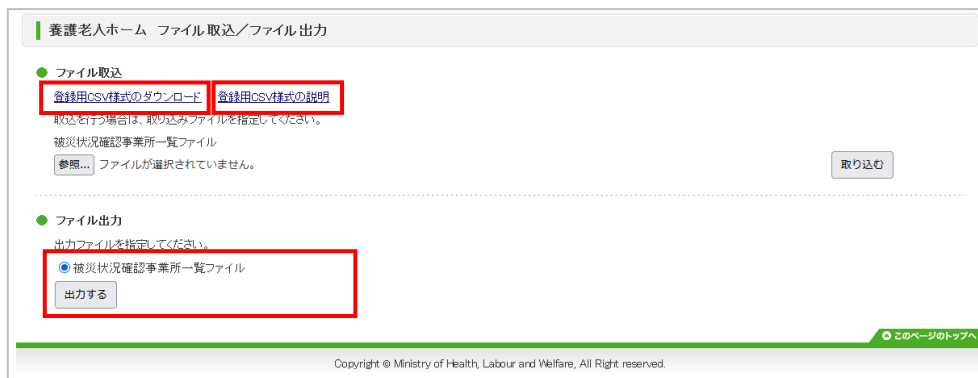 養護老人ホーム ファイル取込／ファイル出力
ファイル取込
登録用CSV様式のダウンロード 登録用CSV様式の説明
取込を行う場合は、取り込みファイルを指定してください。
被災状況確認事業所一覧ファイル
参照... ファイルが選択されていません。 取り込む
ファイル出力
出力ファイルを指定してください。
被災状況確認事業所一覧ファイル
出力する
このページのトップへ
Copyright © Ministry of Health, Labour and Welfare, All Right reserved.